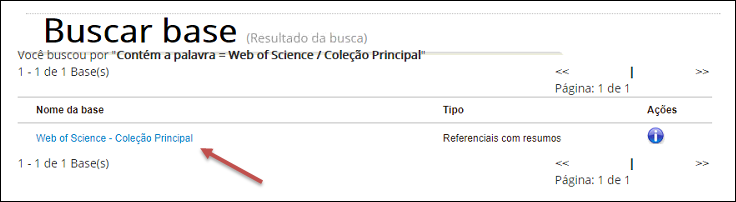 Buscar base (Resultado da busca)
Você buscou por "Contém a palavra = Web of Science / Coleção Principal"
1 - 1 de 1 Base(s) << | >>
Página: 1 de 1
Nome da base Tipo Ações
Web of Science - Coleção Principal Referenciais com resumos i
1 - 1 de 1 Base(s) << | >>
Página: 1 de 1